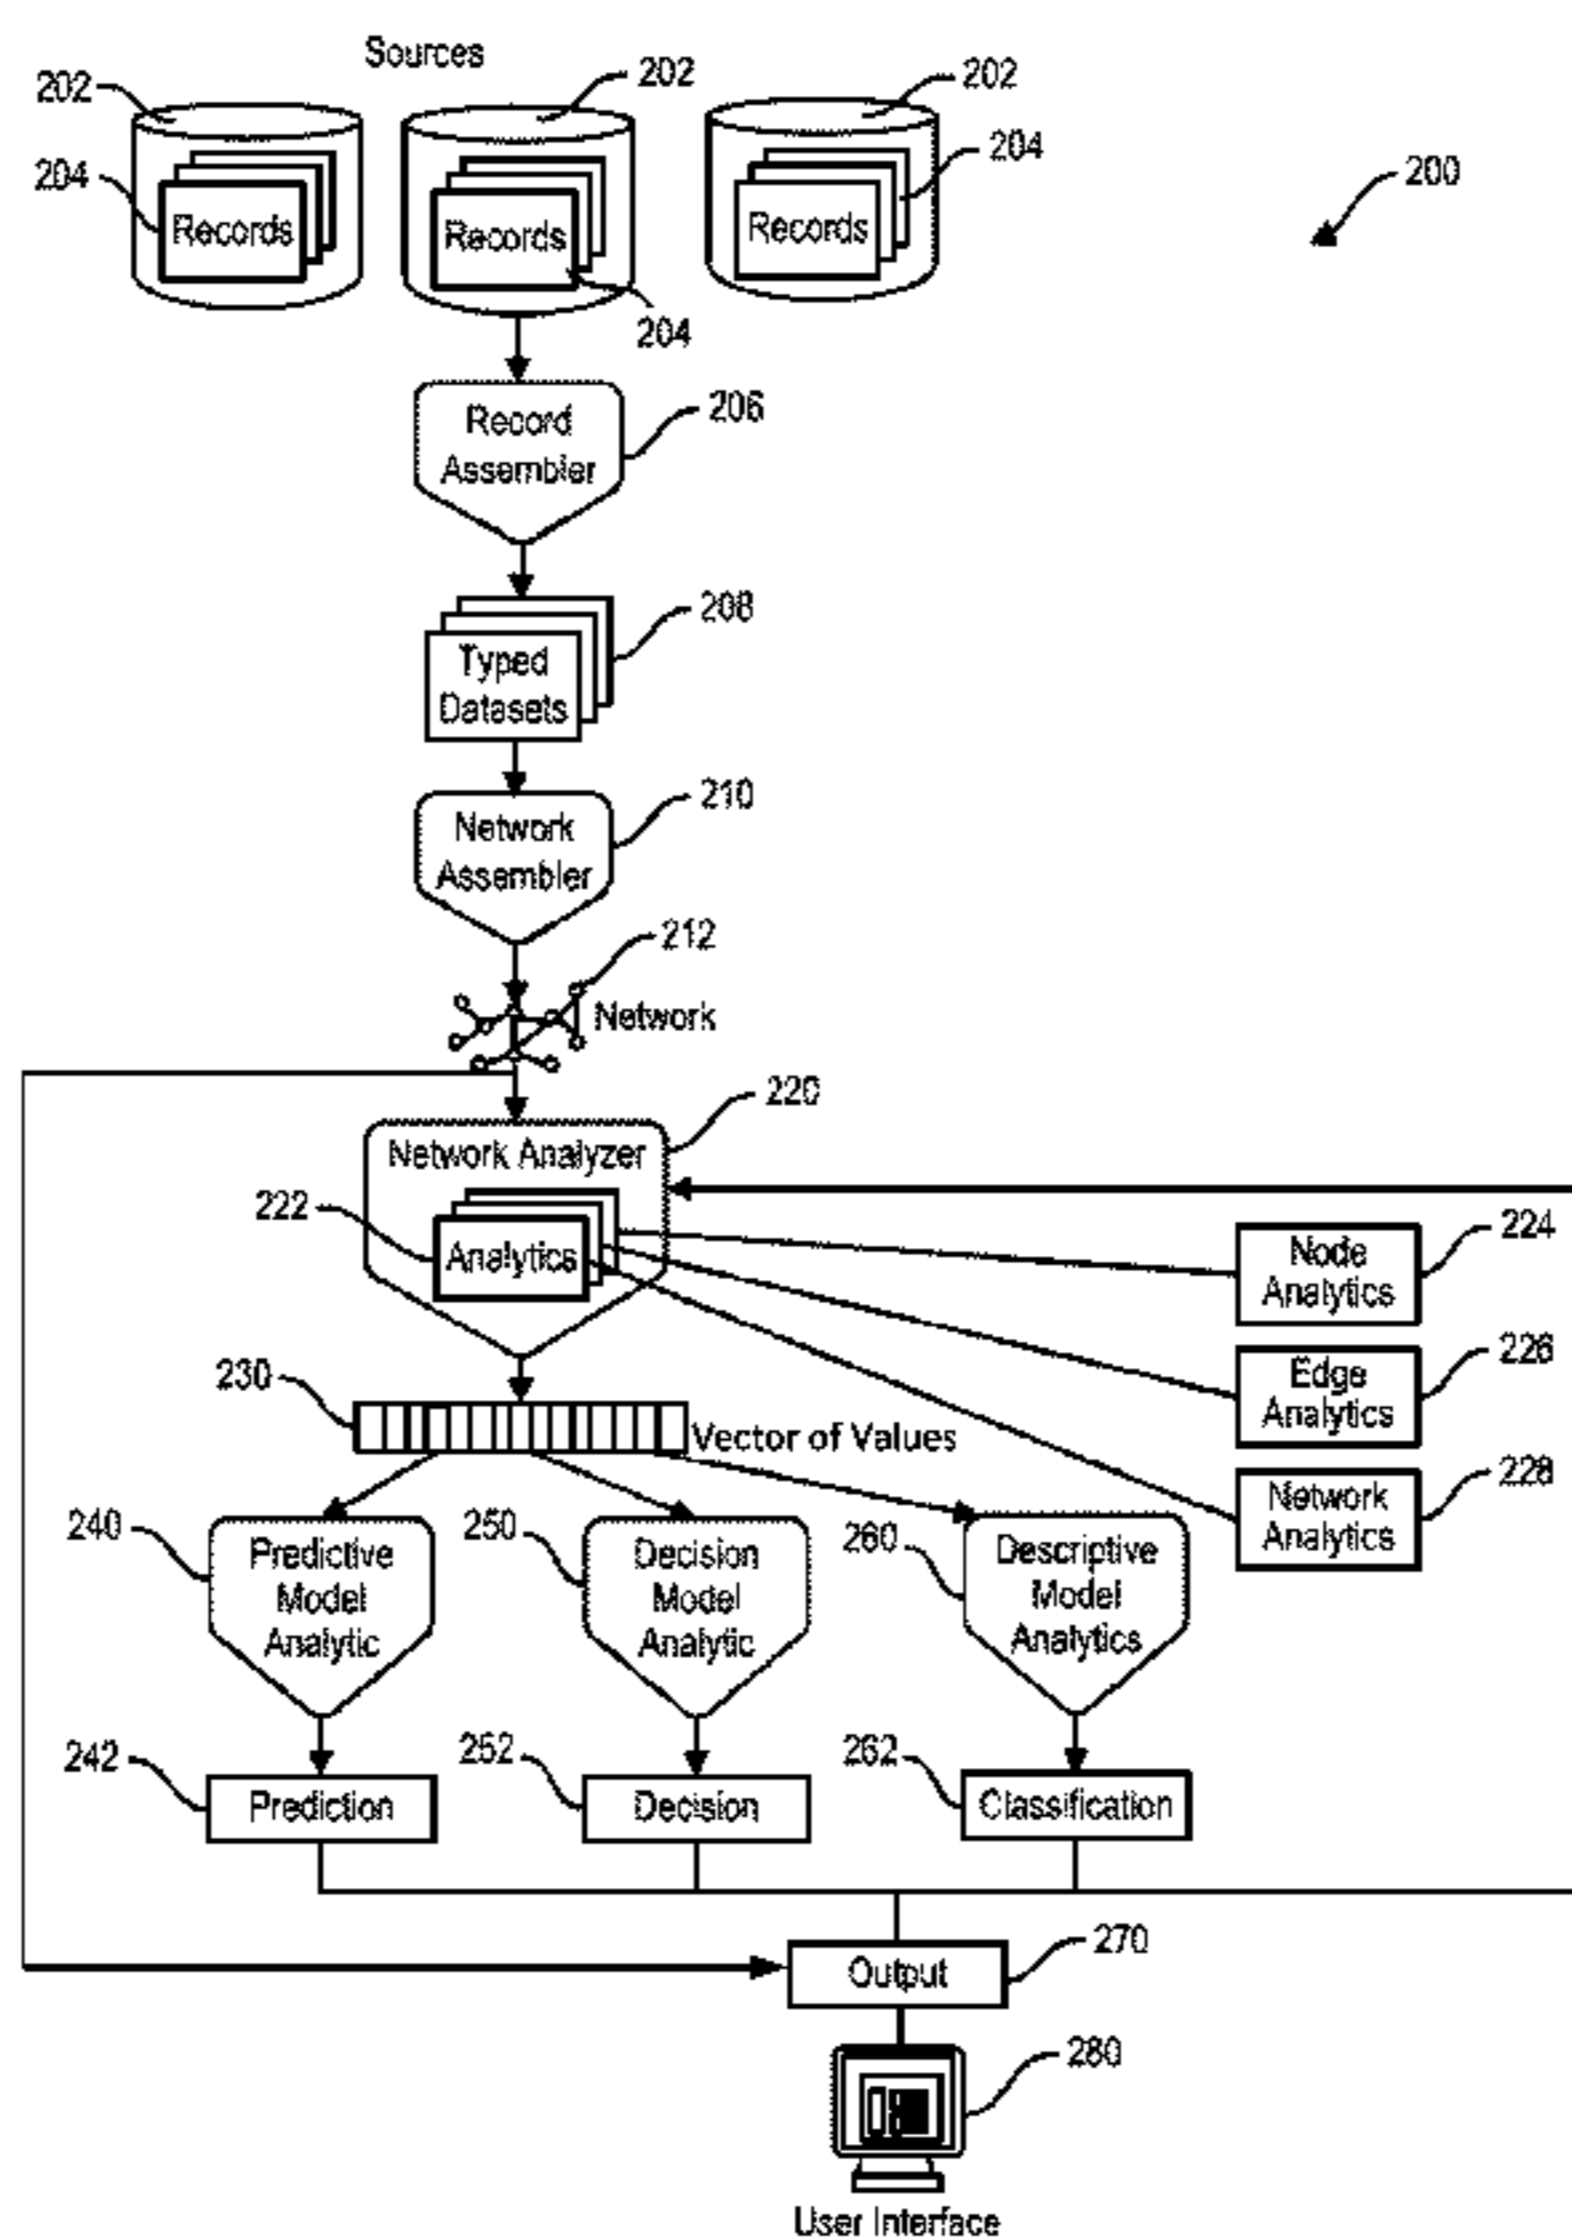 Sources
202
202
202
204
204
200
Records
Records
Records
204
Record
Assembler
206
208
Typed
Datasets
210
Network
Assembler
212
Network
220
Network Analyzer
222
Analytics
Node
Analytics
224
Edge
Analytics
226
230
Vector of Values
Network
Analytics
228
240
Predictive
Model
Analytic
250
Decision
Model
Analytic
260
Descriptive
Model
Analytics
242
Prediction
252
Decision
262
Classification
270
Output
280
User Interface